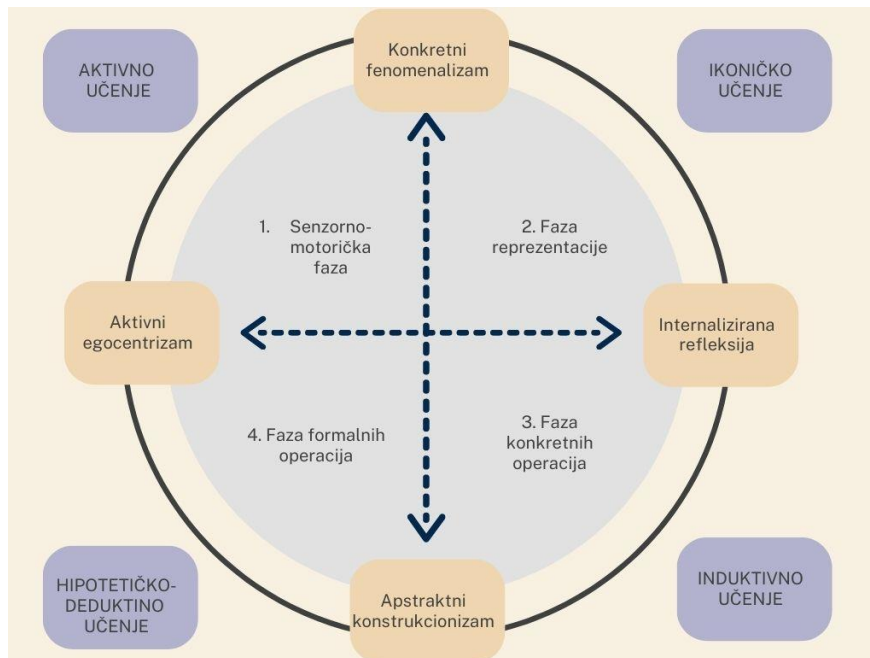 Konkretni
fenomenalizam
AKTIVNO
UČENJE
IKONIČKO
UČENJE
1. Senzorno-
motorička
faza
2. Faza
reprezentacije
Aktivni
egocentrizam
Internalizirana
refleksija
4. Faza formalnih
operacija
3. Faza
konkretnih
operacija
HIPOTETIČKO-
DEDUKTINO
UČENJE
Apstraktni
konstrukcionizam
INDUKTIVNO
UČENJE